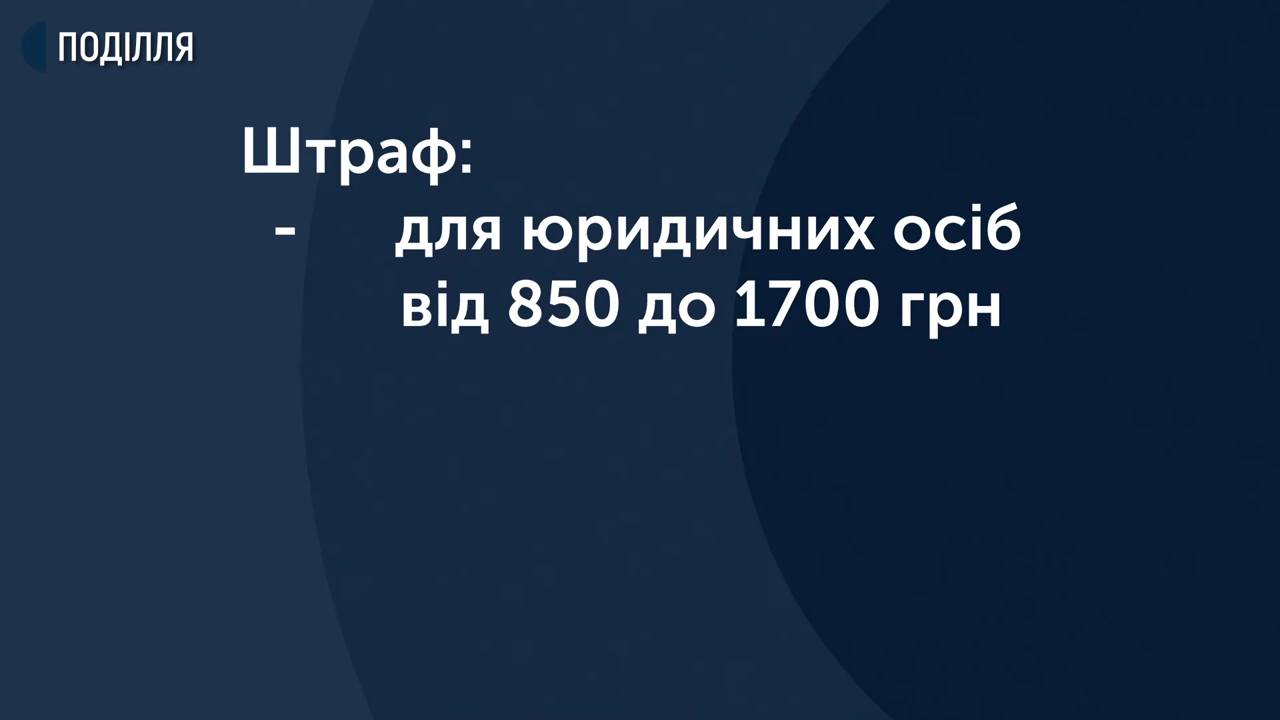 ПОДІЛЛЯ
Штраф:
- для юридичних осіб
від 850 до 1700 грн